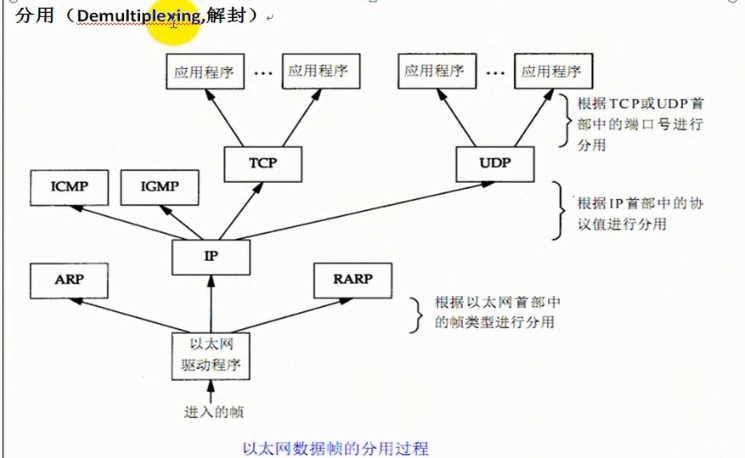 分用（Demultiplexing,解封）
应用程序 … 应用程序 应用程序 … 应用程序
根据TCP或UDP首
部中的端口号进行
分用
TCP UDP
ICMP IGMP
根据IP首部中的协
议值进行分用
IP
ARP RARP
根据以太网首部中
的帧类型进行分用
以太网
驱动程序
进入的帧
以太网数据帧的分用过程